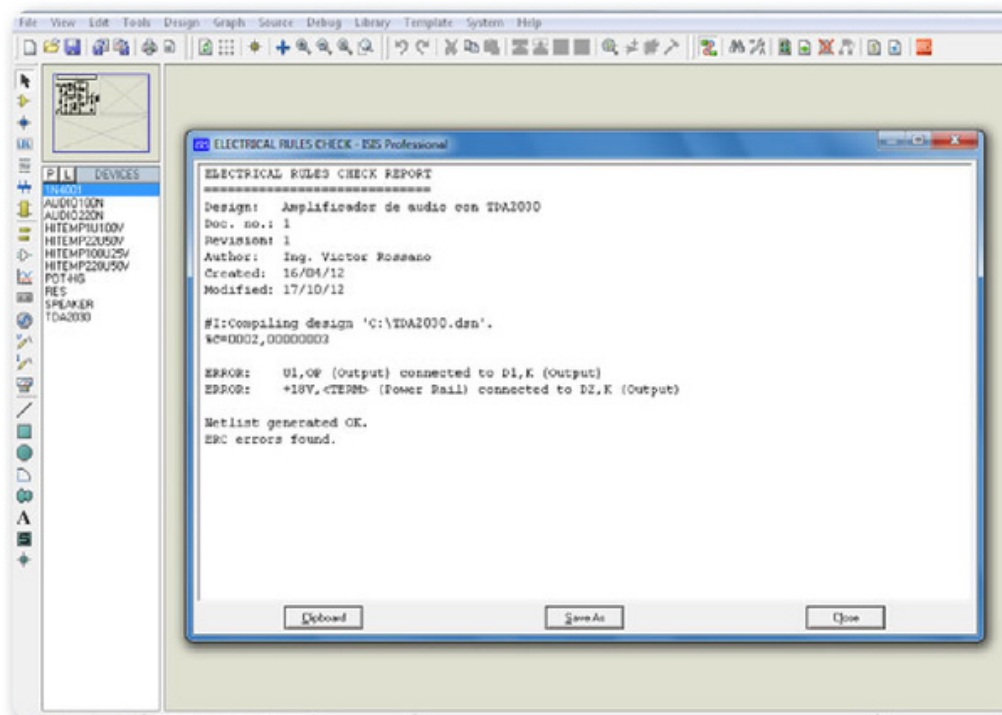 File View Edit Tools Design Graph Source Debug Library Template System Help
P L DEVICES
1N4001
AUDIO100N
AUDIO220N
HITEMP1U100V
HITEMP22U50V
HITEMP100U25V
HITEMP220U50V
POT-HG
RES
SPEAKER
TDA2030
ELECTRICAL RULES CHECK - ISIS Professional
ELECTRICAL RULES CHECK REPORT
==============================
Design: Amplificador de audio con TDA2030
Doc. no.: 1
Revision: 1
Author: Ing. Victor Rossano
Created: 16/04/12
Modified: 17/10/12
#I:Compiling design 'C:\TDA2030.dsn'.
%C=0002,00000003
ERROR: U1,OP (Output) connected to D1,K (Output)
ERROR: +18V,<TERM> (Power Rail) connected to D2,K (Output)
Netlist generated OK.
ERC errors found.
Clipboard Save As Close